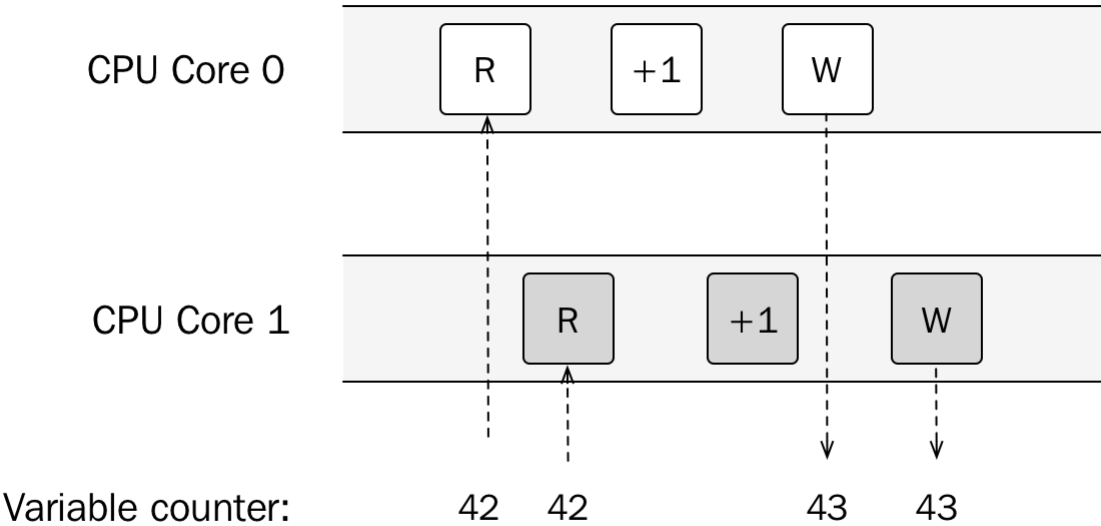 CPU Core 0 R +1 W
CPU Core 1 R +1 W
Variable counter: 42 42 43 43